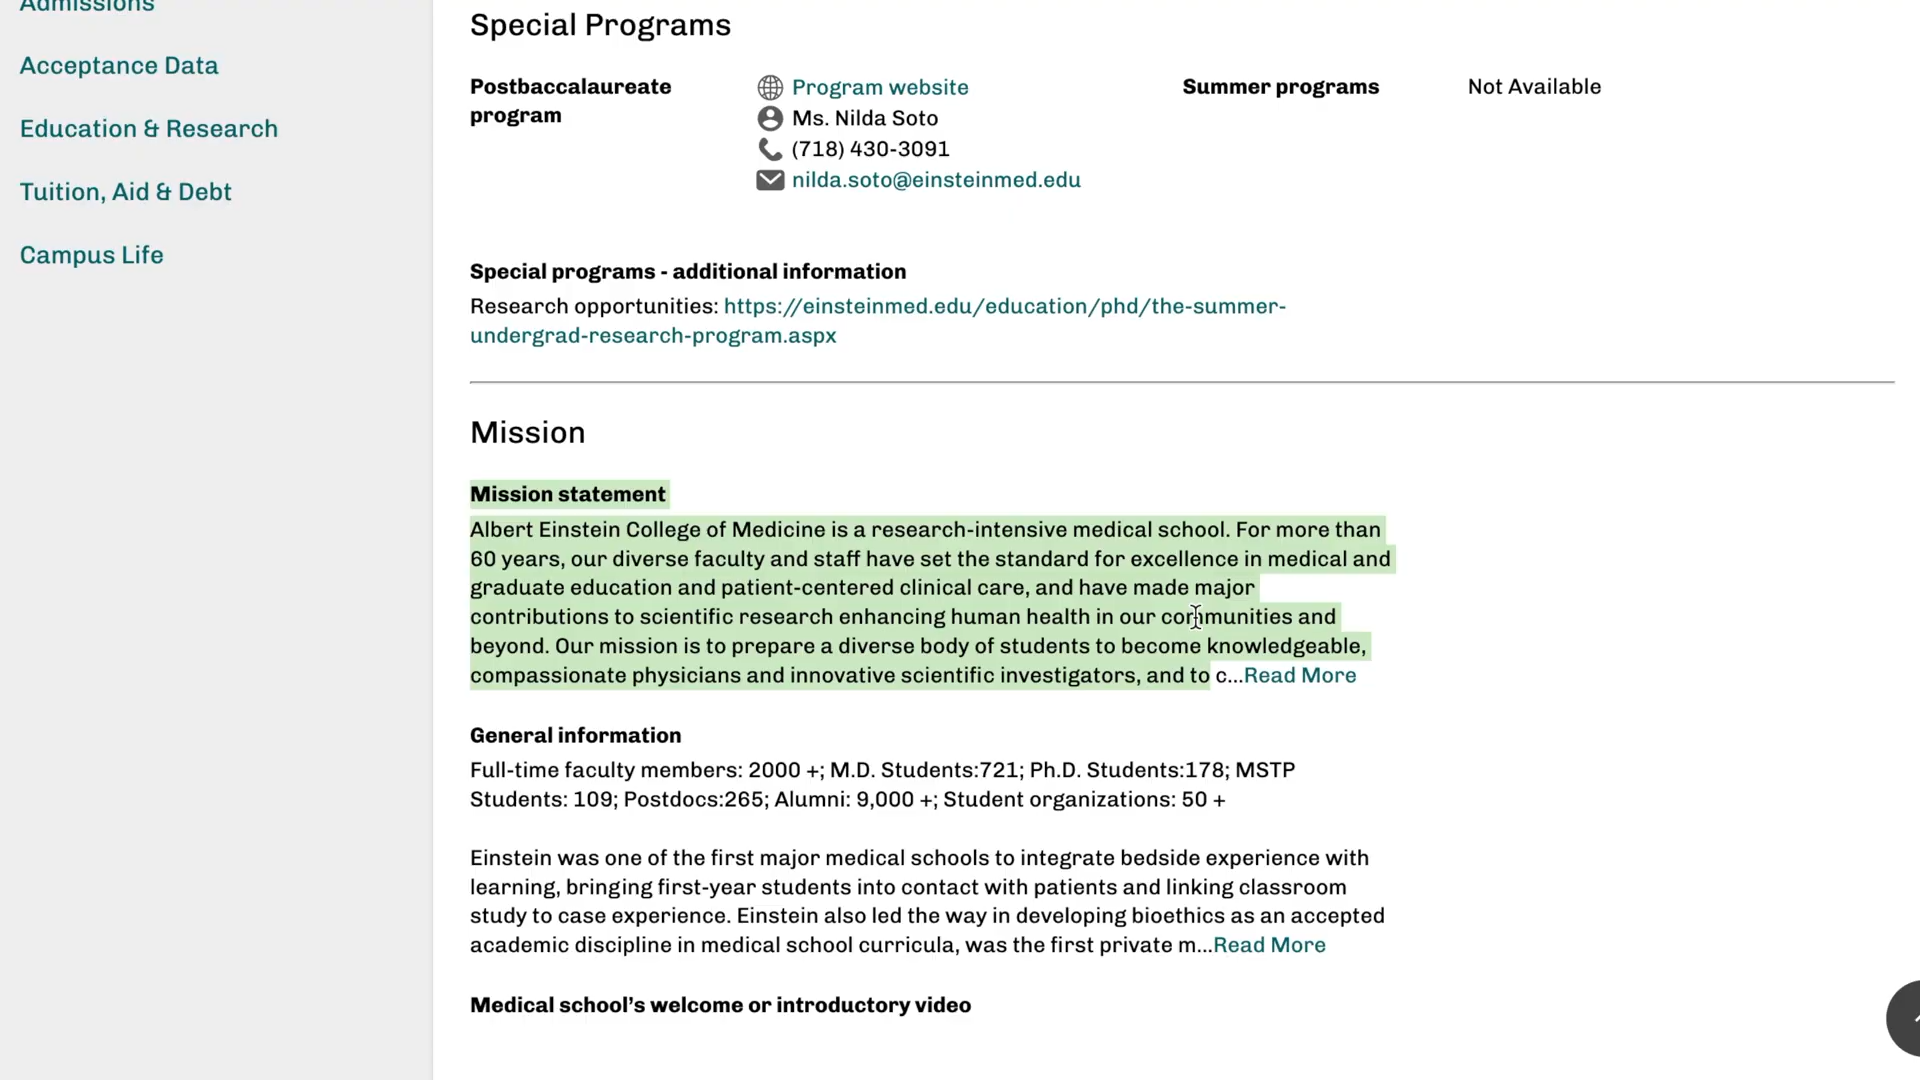 Admissions
Acceptance Data
Education & Research
Tuition, Aid & Debt
Campus Life
Special Programs
Postbaccalaureate
program
Program website
Ms. Nilda Soto
(718) 430-3091
nilda.soto@einsteinmed.edu
Summer programs
Not Available
Special programs - additional information
Research opportunities: https://einsteinmed.edu/education/phd/the-summer-
undergrad-research-program.aspx
Mission
Mission statement
Albert Einstein College of Medicine is a research-intensive medical school. For more than
60 years, our diverse faculty and staff have set the standard for excellence in medical and
graduate education and patient-centered clinical care, and have made major
contributions to scientific research enhancing human health in our communities and
beyond. Our mission is to prepare a diverse body of students to become knowledgeable,
compassionate physicians and innovative scientific investigators, and to c...Read More
General information
Full-time faculty members: 2000 +; M.D. Students:721; Ph.D. Students:178; MSTP
Students: 109; Postdocs:265; Alumni: 9,000 +; Student organizations: 50 +
Einstein was one of the first major medical schools to integrate bedside experience with
learning, bringing first-year students into contact with patients and linking classroom
study to case experience. Einstein also led the way in developing bioethics as an accepted
academic discipline in medical school curricula, was the first private m...Read More
Medical school’s welcome or introductory video